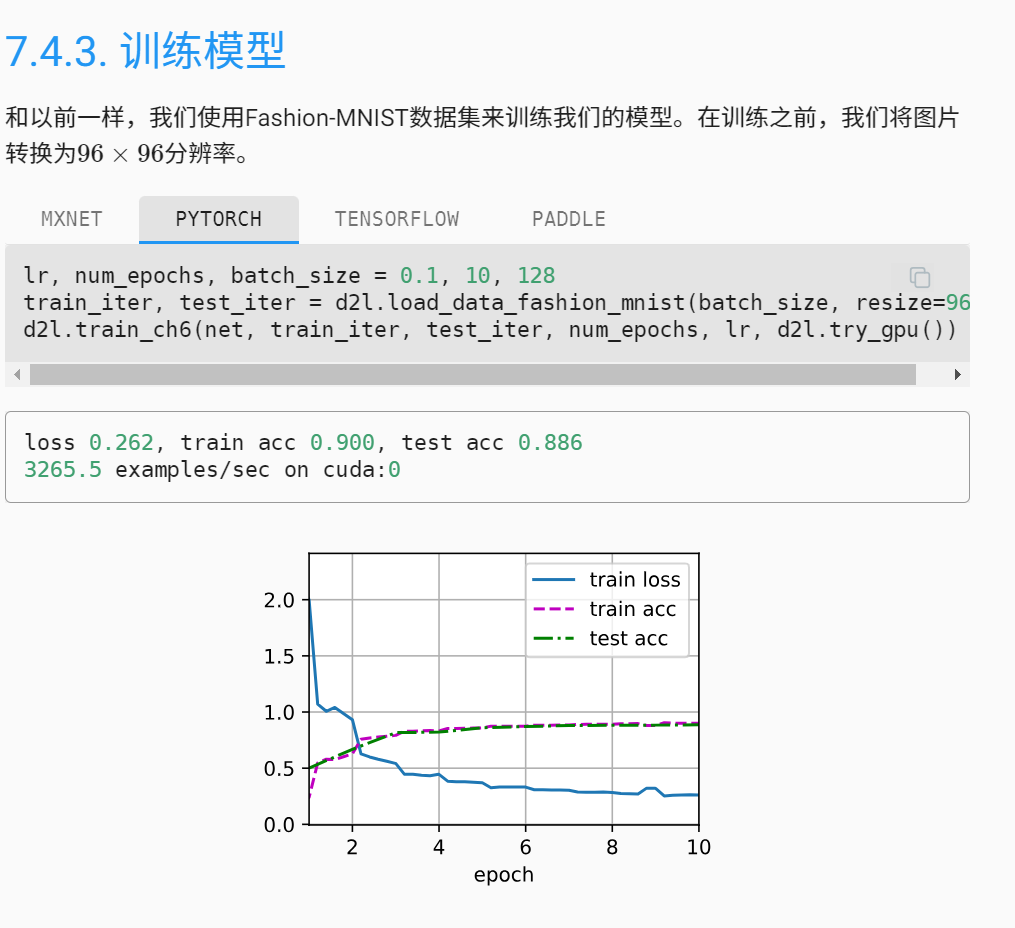 7.4.3. 训练模型
和以前一样，我们使用Fashion-MNIST数据集来训练我们的模型。在训练之前，我们将图片
转换为96 × 96分辨率。
MXNET PYTORCH TENSORFLOW PADDLE
lr, num_epochs, batch_size = 0.1, 10, 128
train_iter, test_iter = d2l.load_data_fashion_mnist(batch_size, resize=96
d2l.train_ch6(net, train_iter, test_iter, num_epochs, lr, d2l.try_gpu())
loss 0.262, train acc 0.900, test acc 0.886
3265.5 examples/sec on cuda:0
train loss
train acc
test acc
2.0
1.5
1.0
0.5
0.0
2 4 6 8 10
epoch